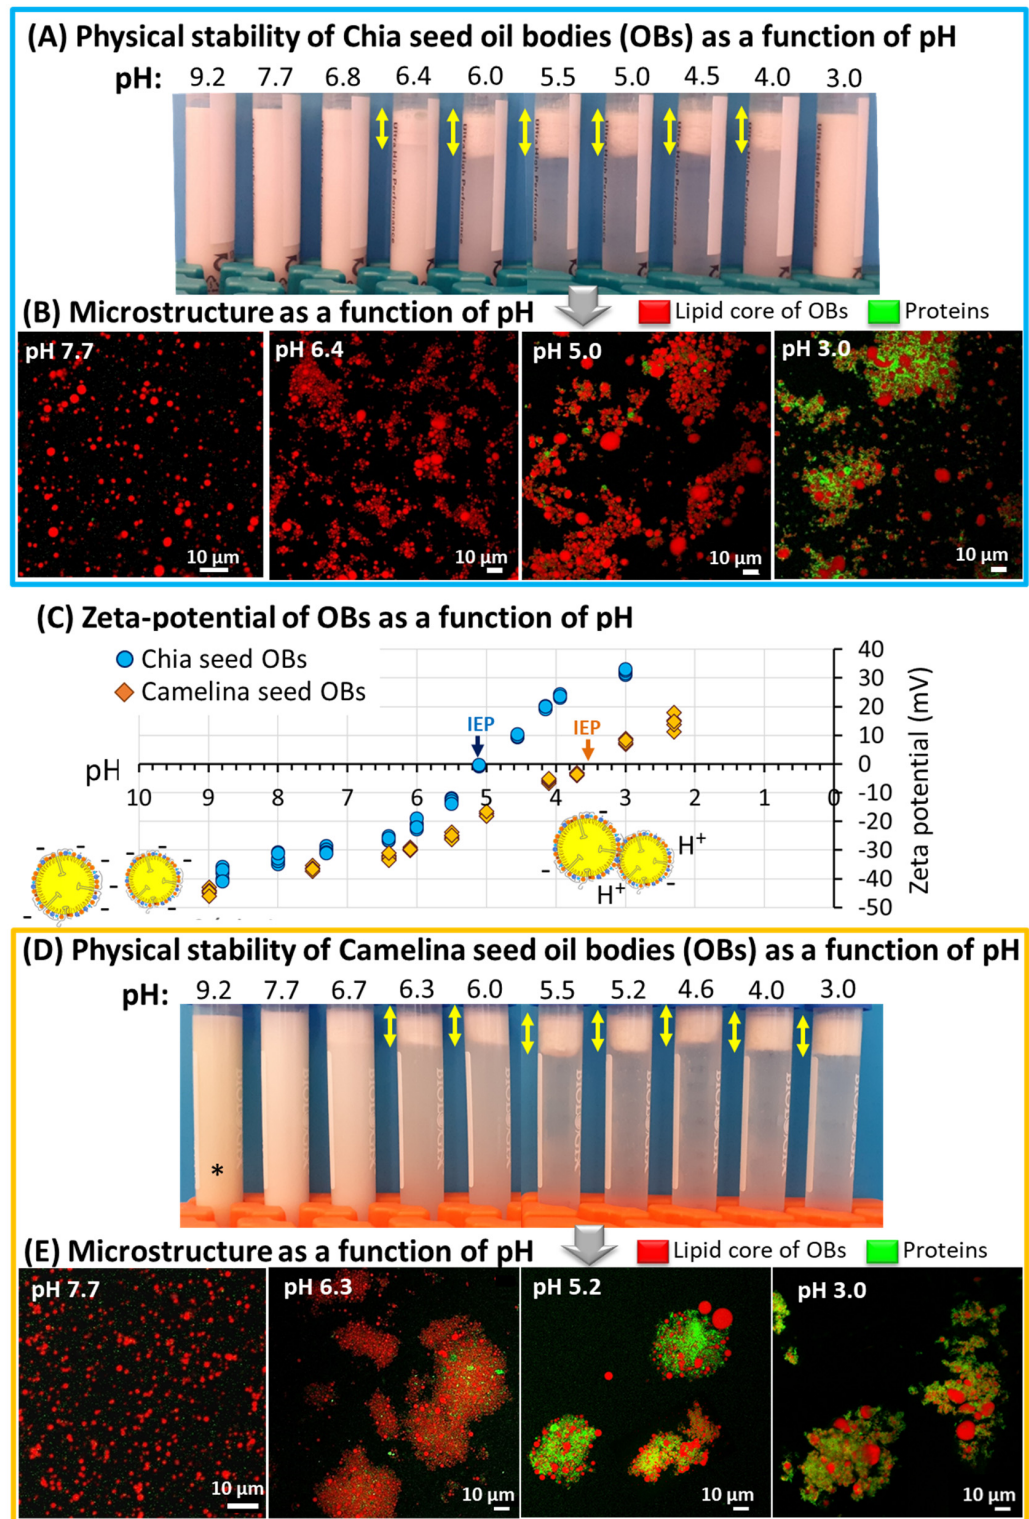 (A) Physical stability of Chia seed oil bodies (OBs) as a function of pH
pH: 9.2 7.7 6.8 6.4 6.0 5.5 5.0 4.5 4.0 3.0
(B) Microstructure as a function of pH
Lipid core of OBs Proteins
pH 7.7 pH 6.4 pH 5.0 pH 3.0
10 µm 10 µm 10 µm 10 µm
(C) Zeta-potential of OBs as a function of pH
Chia seed OBs
Camelina seed OBs
IEP IEP
40
30
20
10
0
-10
-20
-30
-40
-50
Zeta potential (mV)
pH
10 9 8 7 6 5 4 3 2 1 0
H+
H+
(D) Physical stability of Camelina seed oil bodies (OBs) as a function of pH
pH: 9.2 7.7 6.7 6.3 6.0 5.5 5.2 4.6 4.0 3.0
*
(E) Microstructure as a function of pH
Lipid core of OBs Proteins
pH 7.7 pH 6.3 pH 5.2 pH 3.0
10 µm 10 µm 10 µm 10 µm